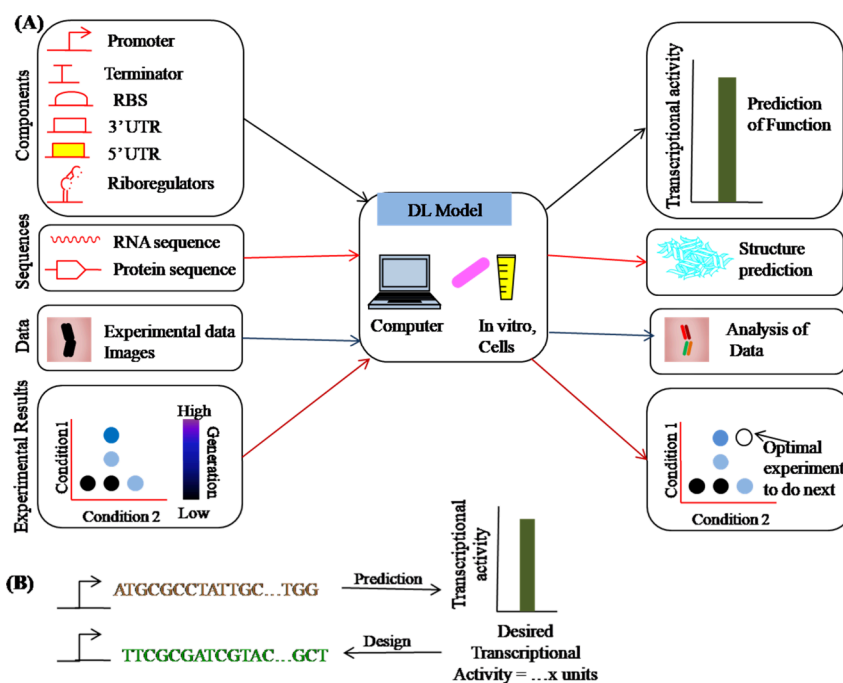 (A)
Components
Promoter
Terminator
RBS
3' UTR
5' UTR
Riboregulators
Sequences
RNA sequence
Protein sequence
Data
Experimental data
Images
Experimental Results
Condition1
Condition 2
High
Generation
Low
DL Model
Computer
In vitro,
Cells
Transcriptional activity
Prediction
of Function
Structure
prediction
Analysis of
Data
Condition 1
Condition 2
Optimal
experiment
to do next
(B)
ATGCGCCTATTGC...TGG
Prediction
Transcriptional
activity
TTCGCGATCGTAC...GCT
Design
Desired
Transcriptional
Activity = ...x units